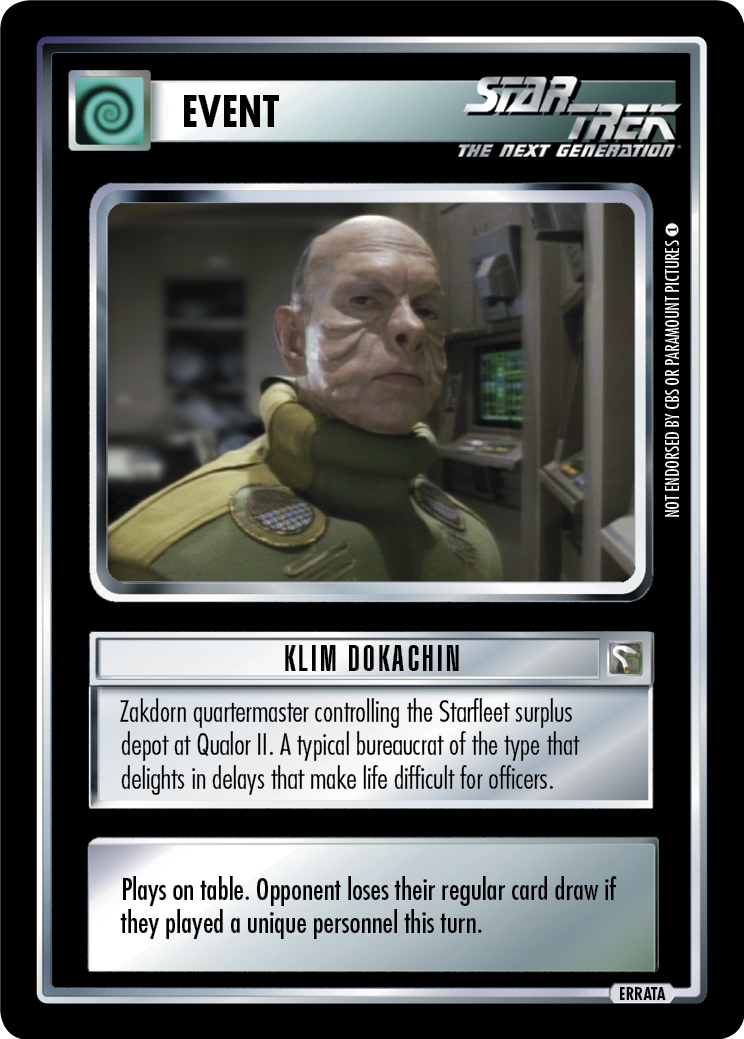 EVENT
STAR TREK
THE NEXT GENERATION
NOT ENDORSED BY CBS OR PARAMOUNT PICTURES 1
KLIM DOKACHIN
Zakdorn quartermaster controlling the Starfleet surplus
depot at Qualor II. A typical bureaucrat of the type that
delights in delays that make life difficult for officers.
Plays on table. Opponent loses their regular card draw if
they played a unique personnel this turn.
ERRATA